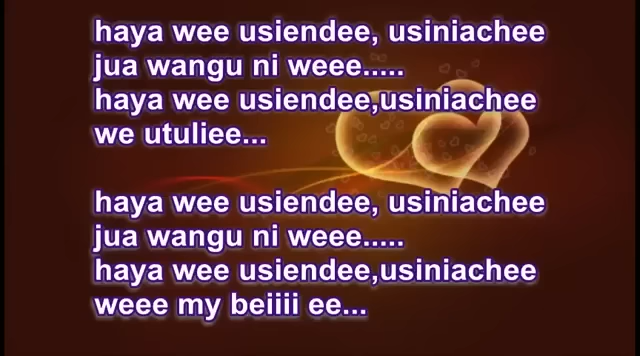 haya wee usiendee, usiniachee
jua wangu ni weee.....
haya wee usiendee,usiniachee
we utuliee...
haya wee usiendee, usiniachee
jua wangu ni weee.....
haya wee usiendee,usiniachee
weee my beiiii ee...